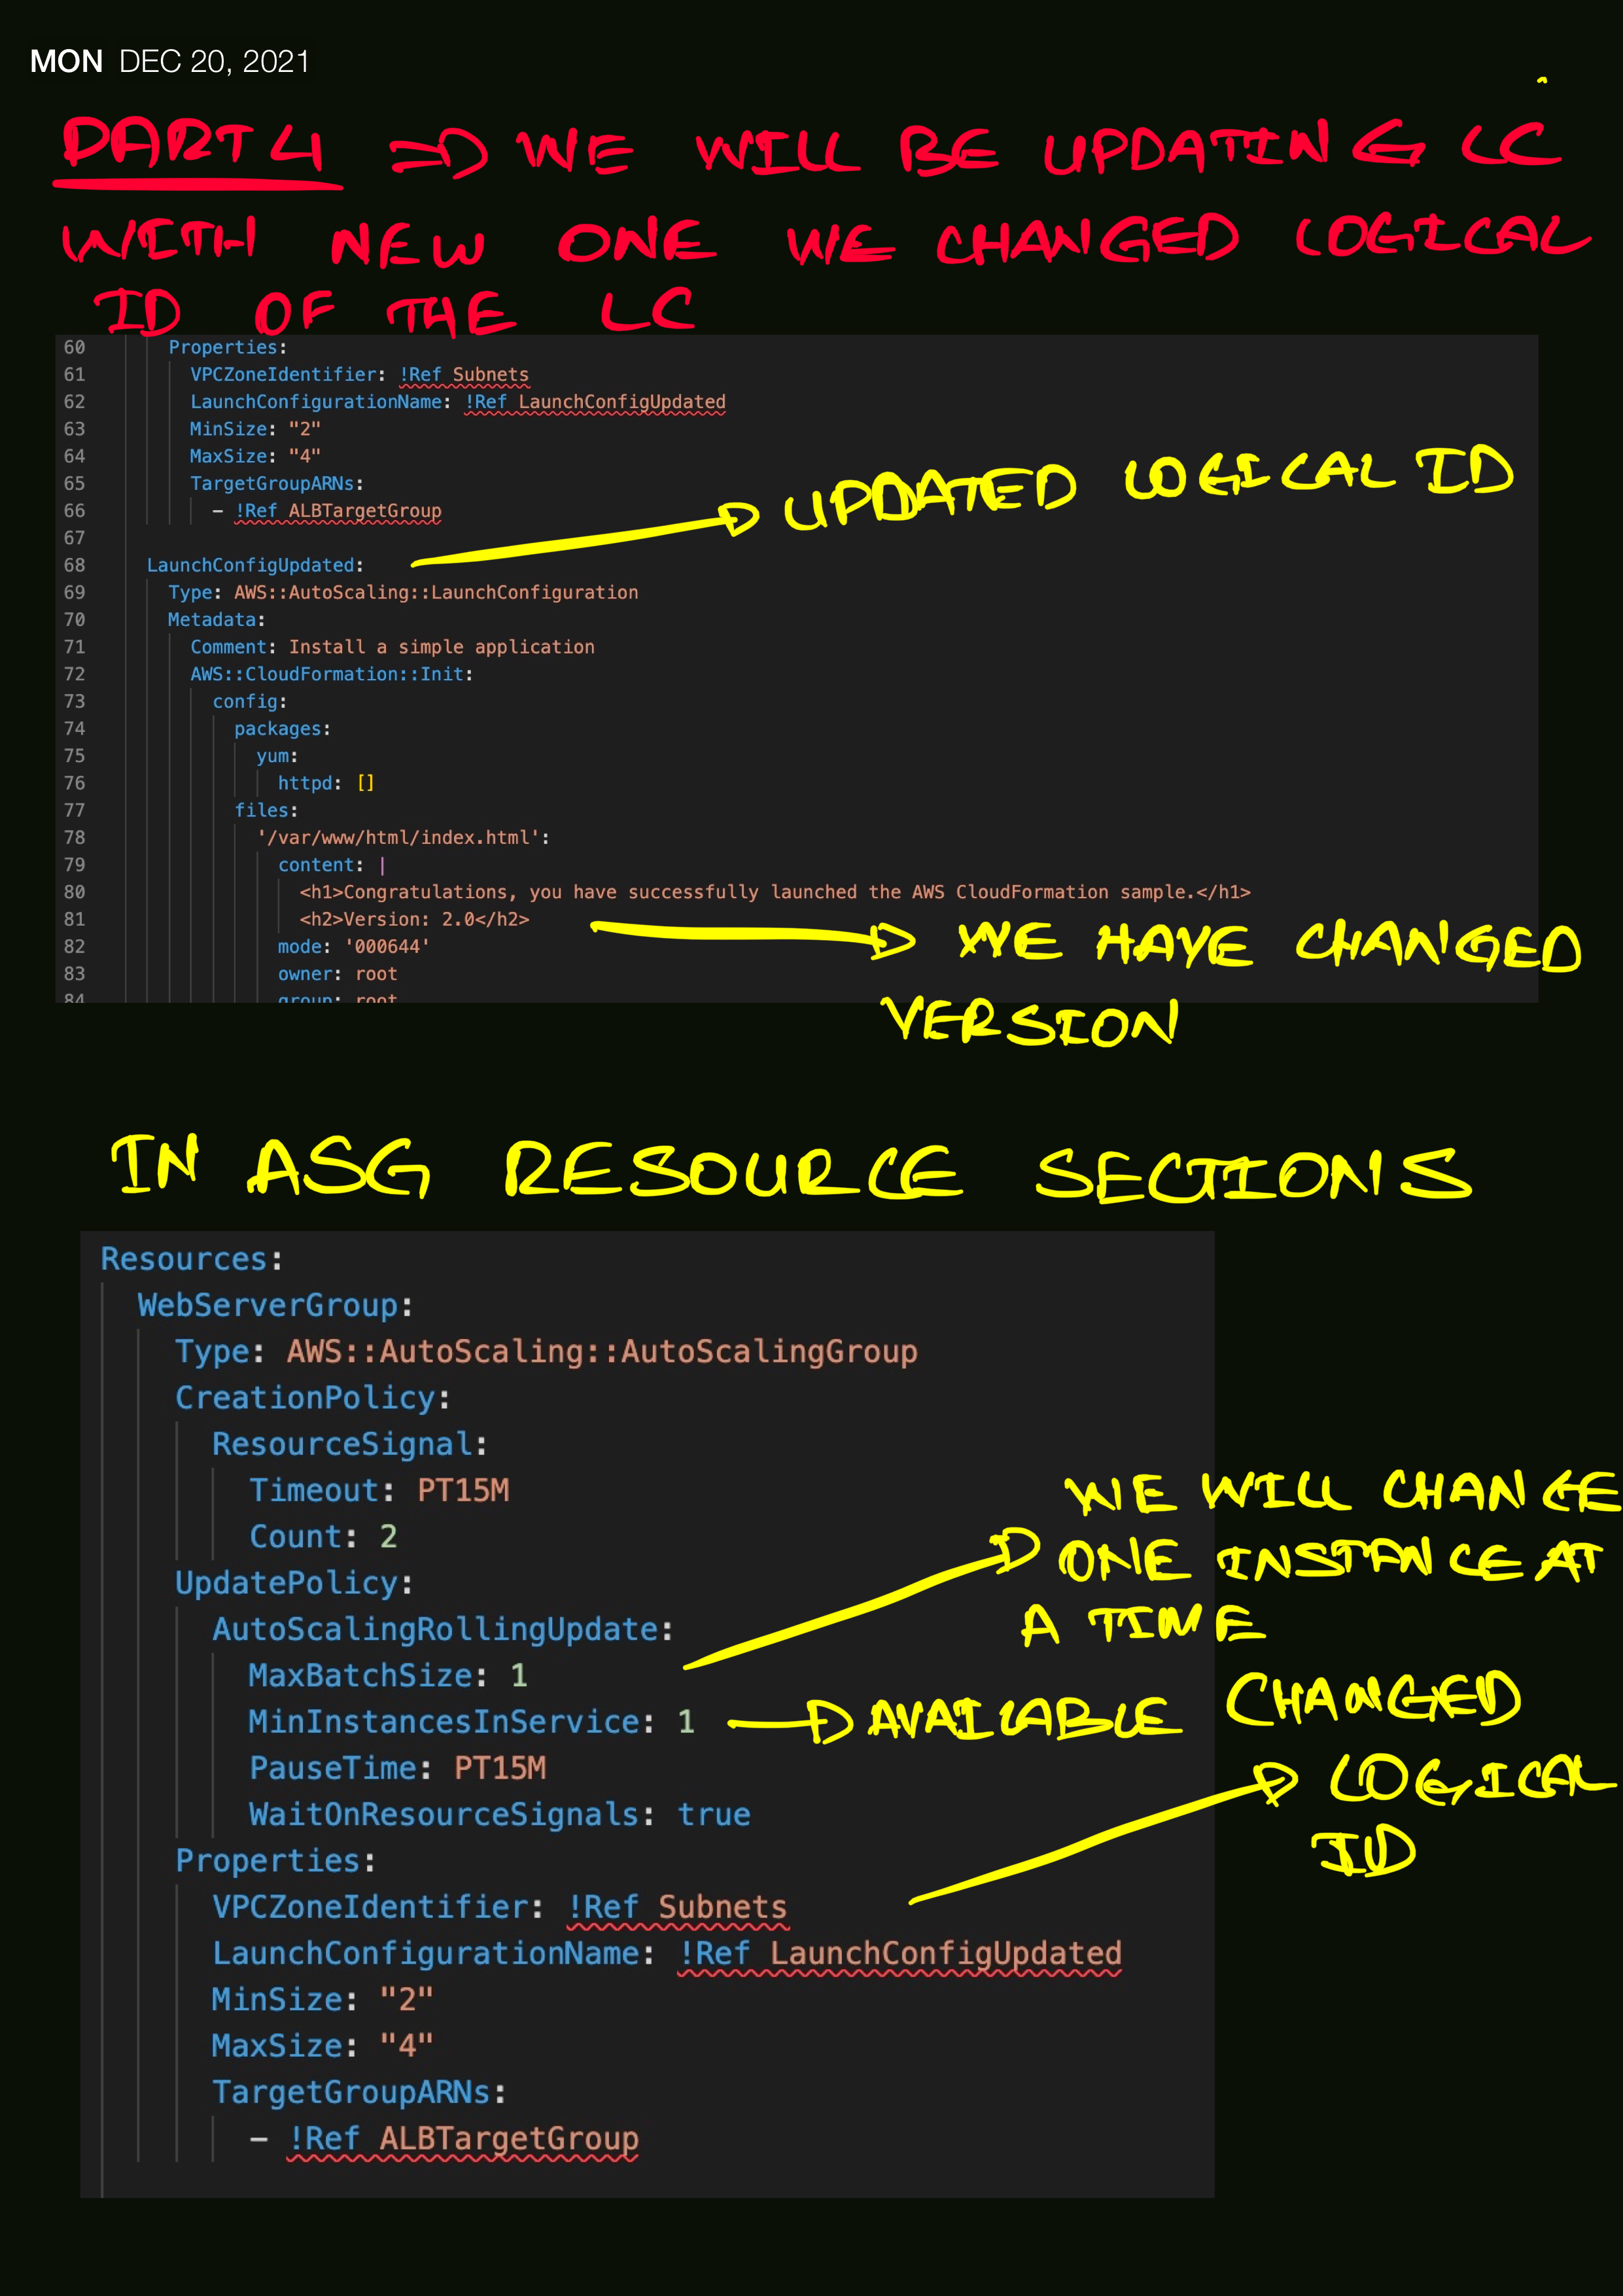 MON DEC 20, 2021
PART 4 => WE WILL BE UPDATING LC
WITH NEW ONE WE CHANGED LOGICAL
ID OF THE LC
60 Properties:
61 VPCZoneIdentifier: !Ref Subnets
62 LaunchConfigurationName: !Ref LaunchConfigUpdated
63 MinSize: "2"
64 MaxSize: "4"
65 TargetGroupARNs:
66 - !Ref ALBTargetGroup
67
UPDATED LOGICAL ID
68 LaunchConfigUpdated:
69 Type: AWS::AutoScaling::LaunchConfiguration
70 Metadata:
71 Comment: Install a simple application
72 AWS::CloudFormation::Init:
73 config:
74 packages:
75 yum:
76 httpd: []
77 files:
78 '/var/www/html/index.html':
79 content: |
80 <h1>Congratulations, you have successfully launched the AWS CloudFormation sample.</h1>
81 <h2>Version: 2.0</h2>
82 mode: '000644'
83 owner: root
84 group: root
WE HAVE CHANGED
VERSION
IN ASG RESOURCE SECTIONS
Resources:
WebServerGroup:
Type: AWS::AutoScaling::AutoScalingGroup
CreationPolicy:
ResourceSignal:
Timeout: PT15M
Count: 2
UpdatePolicy:
AutoScalingRollingUpdate:
MaxBatchSize: 1
WE WILL CHANGE
ONE INSTANCE AT
A TIME
MinInstancesInService: 1
AVAILABLE
PauseTime: PT15M
WaitOnResourceSignals: true
Properties:
VPCZoneIdentifier: !Ref Subnets
CHANGED
LOGICAL
ID
LaunchConfigurationName: !Ref LaunchConfigUpdated
MinSize: "2"
MaxSize: "4"
TargetGroupARNs:
- !Ref ALBTargetGroup